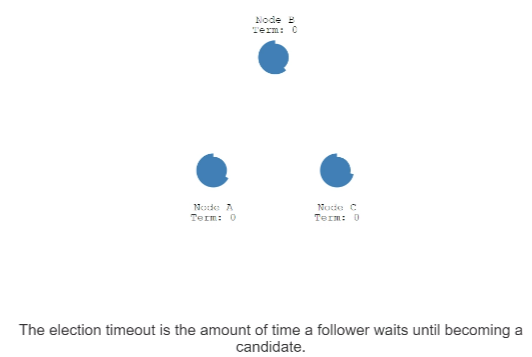 Node B
Term: 0
Node A
Term: 0
Node C
Term: 0
The election timeout is the amount of time a follower waits until becoming a
candidate.